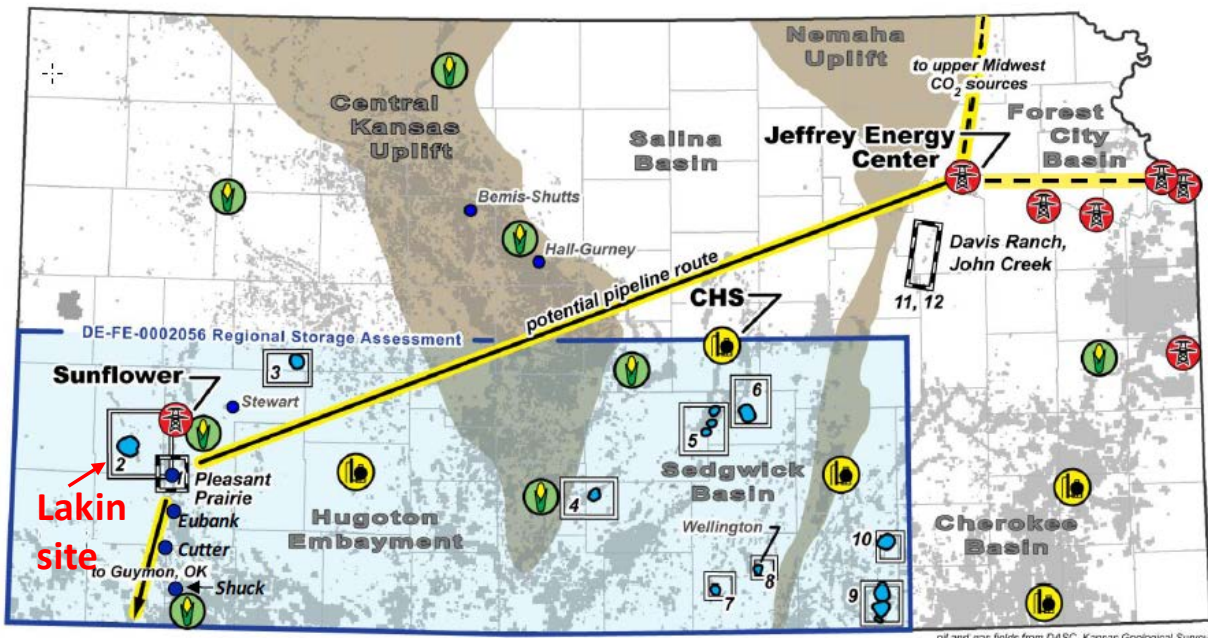 Nemaha
Uplift
to upper Midwest
CO2 sources
Forest
City
Basin
Central
Kansas
Uplift
Salina
Basin
Jeffrey Energy
Center
Bemis-Shutts
Hall-Gurney
Davis Ranch,
John Creek
11, 12
potential pipeline route
CHS
DE-FE-0002056 Regional Storage Assessment
Sunflower
3
Stewart
6
5
2
Lakin
site
1
Pleasant
Prairie
Sedgwick
Basin
4
Eubank
Hugoton
Embayment
Wellington
Cherokee
Basin
Cutter
10
to Guymon, OK
Shuck
8
7
9
oil and gas fields from DASC, Kansas Geological Survey